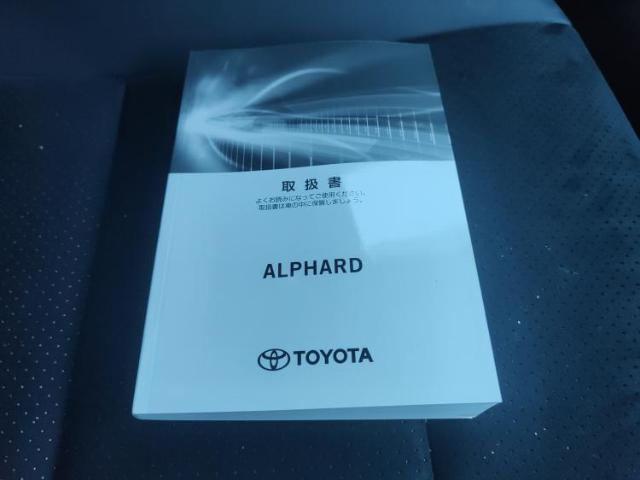 取扱書
よくお読みになってご使用ください。
取扱書は車の中に保管しましょう。
ALPHARD
TOYOTA